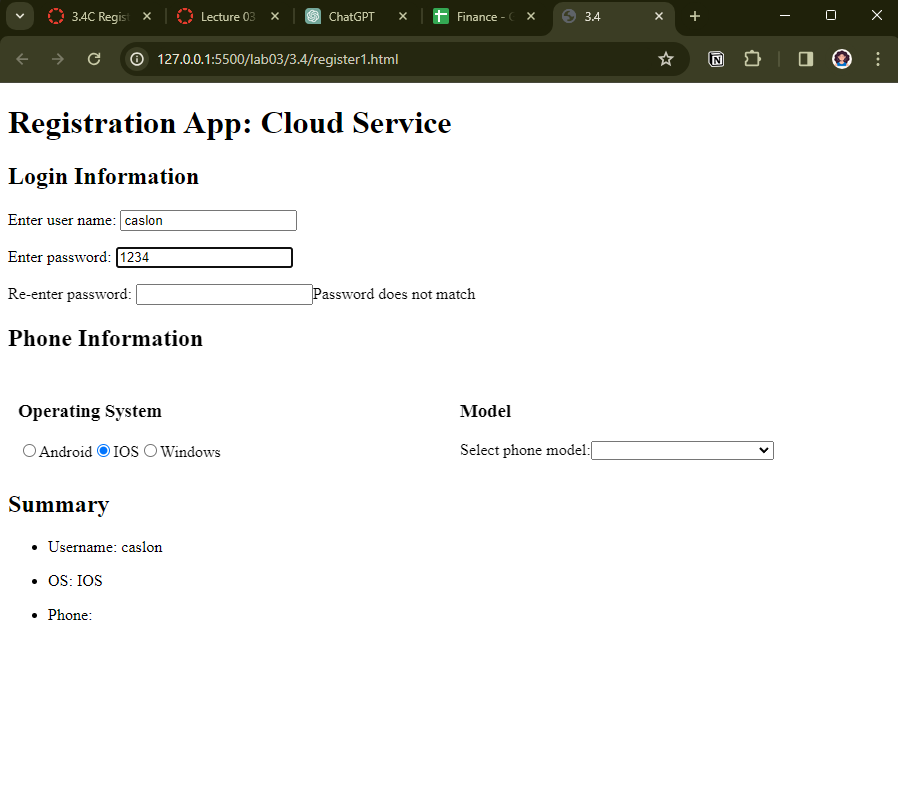 3.4C Regist
Lecture 03
ChatGPT
Finance - 
3.4
127.0.0.1:5500/lab03/3.4/register1.html
Registration App: Cloud Service
Login Information
Enter user name: caslon
Enter password: 1234
Re-enter password: Password does not match
Phone Information
Operating System
Model
Android IOS Windows
Select phone model:
Summary
• Username: caslon
• OS: IOS
• Phone: